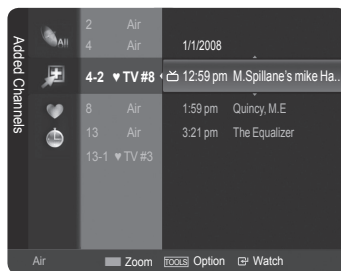 Added Channels
All
2 Air
4 Air
1/1/2008
4-2 ♥ TV #8 12:59 pm M.Spillane's mike Ha..
8 Air
1:59 pm Quincy, M.E
13 Air
3:21 pm The Equalizer
13-1 ♥ TV #3
Air Zoom TOOLS Option Watch